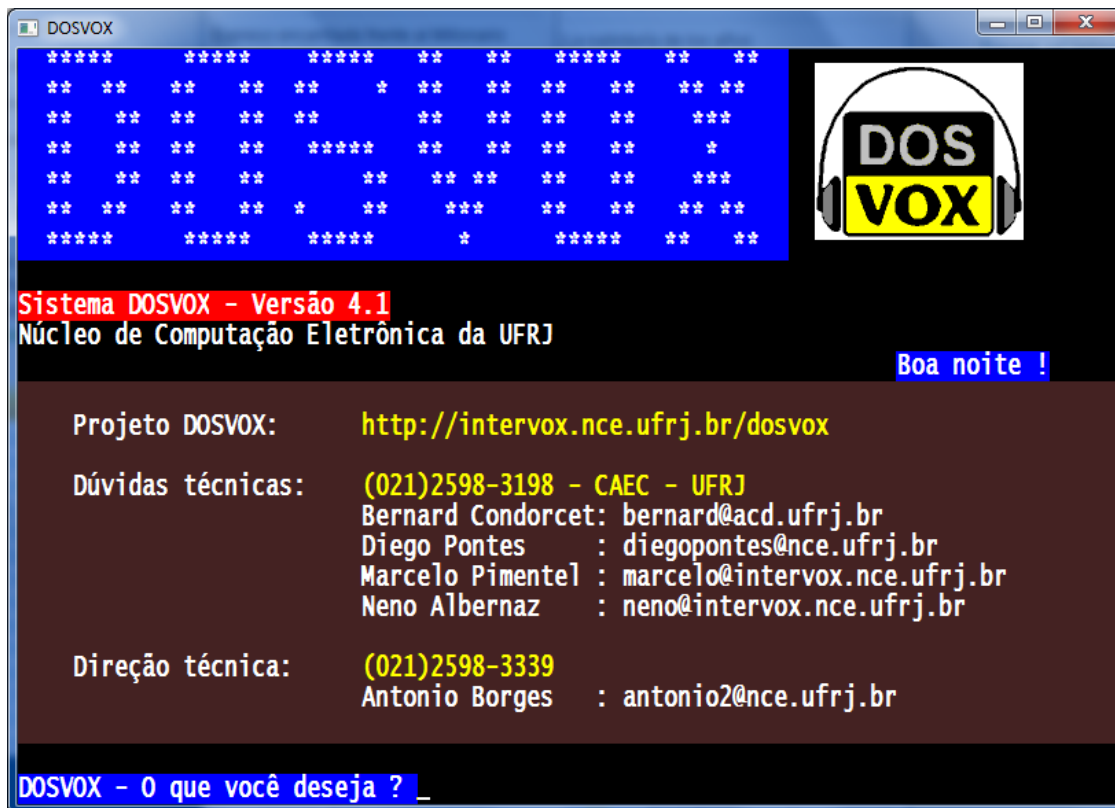 DOSVOX
DOSVOX
DOS
VOX
Sistema DOSVOX - Versão 4.1
Núcleo de Computação Eletrônica da UFRJ
Boa noite !
Projeto DOSVOX: http://intervox.nce.ufrj.br/dosvox
Dúvidas técnicas: (021)2598-3198 - CAEC - UFRJ
Bernard Condorcet: bernard@acd.ufrj.br
Diego Pontes : diegopontes@nce.ufrj.br
Marcelo Pimentel : marcelo@intervox.nce.ufrj.br
Neno Albernaz : neno@intervox.nce.ufrj.br
Direção técnica: (021)2598-3339
Antonio Borges : antonio2@nce.ufrj.br
DOSVOX - O que você deseja ? _